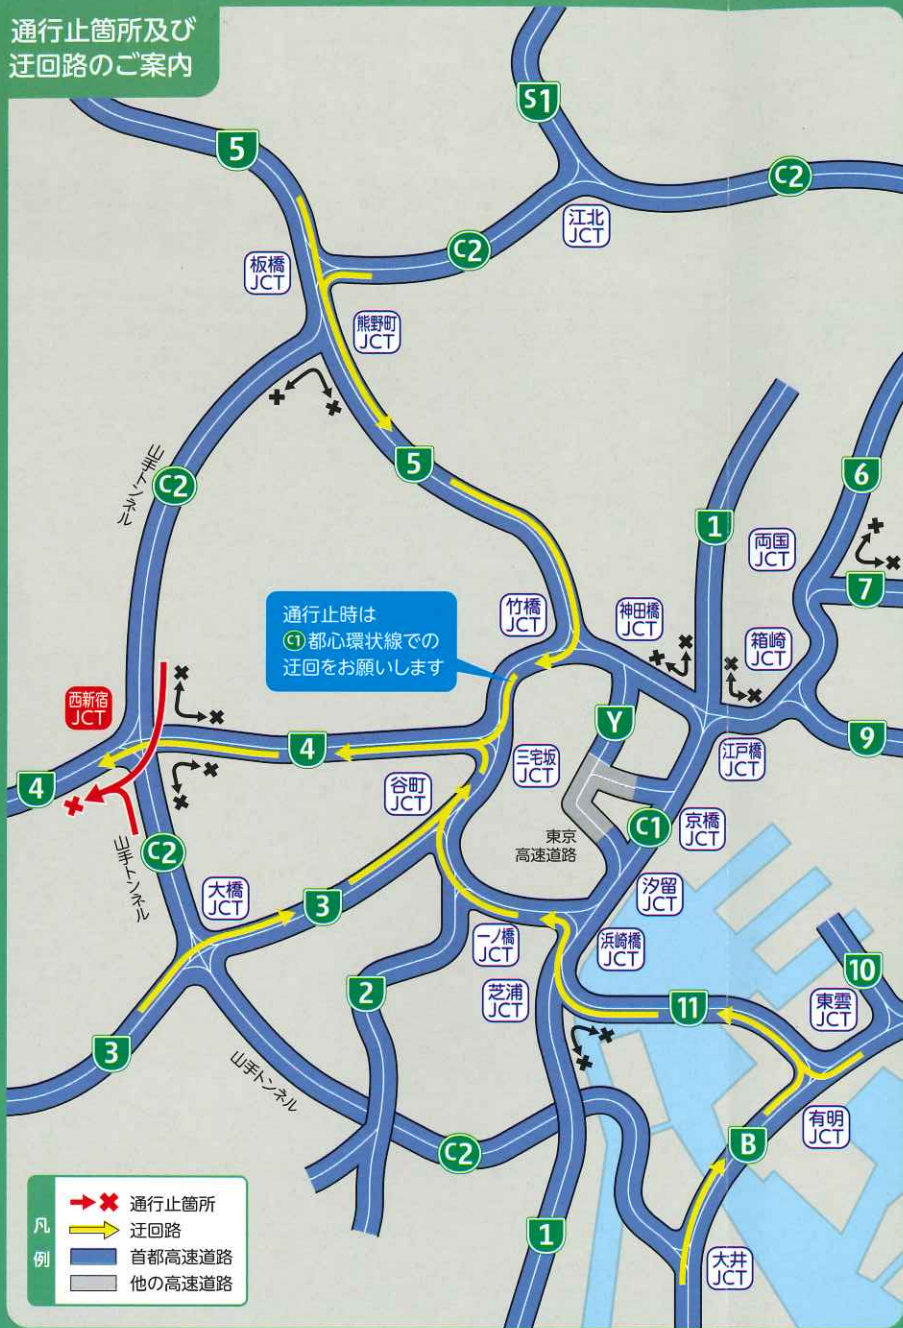 通行止箇所及び
迂回路のご案内
S1
5
C2
江北
JCT
C2
板橋
JCT
熊野町
JCT
山手トンネル
C2
5
6
1
両国
JCT
7
通行止時は
C1都心環状線での
迂回をお願いします
竹橋
JCT
神田橋
JCT
箱崎
JCT
西新宿
JCT
4
4
Y
三宅坂
JCT
江戸橋
JCT
9
谷町
JCT
東京
高速道路
C1
京橋
JCT
山手トンネル
C2
大橋
JCT
3
汐留
JCT
一ノ橋
JCT
浜崎橋
JCT
芝浦
JCT
2
11
10
東雲
JCT
3
山手トンネル
有明
JCT
C2
B
1
大井
JCT
凡例
通行止箇所
迂回路
首都高速道路
他の高速道路